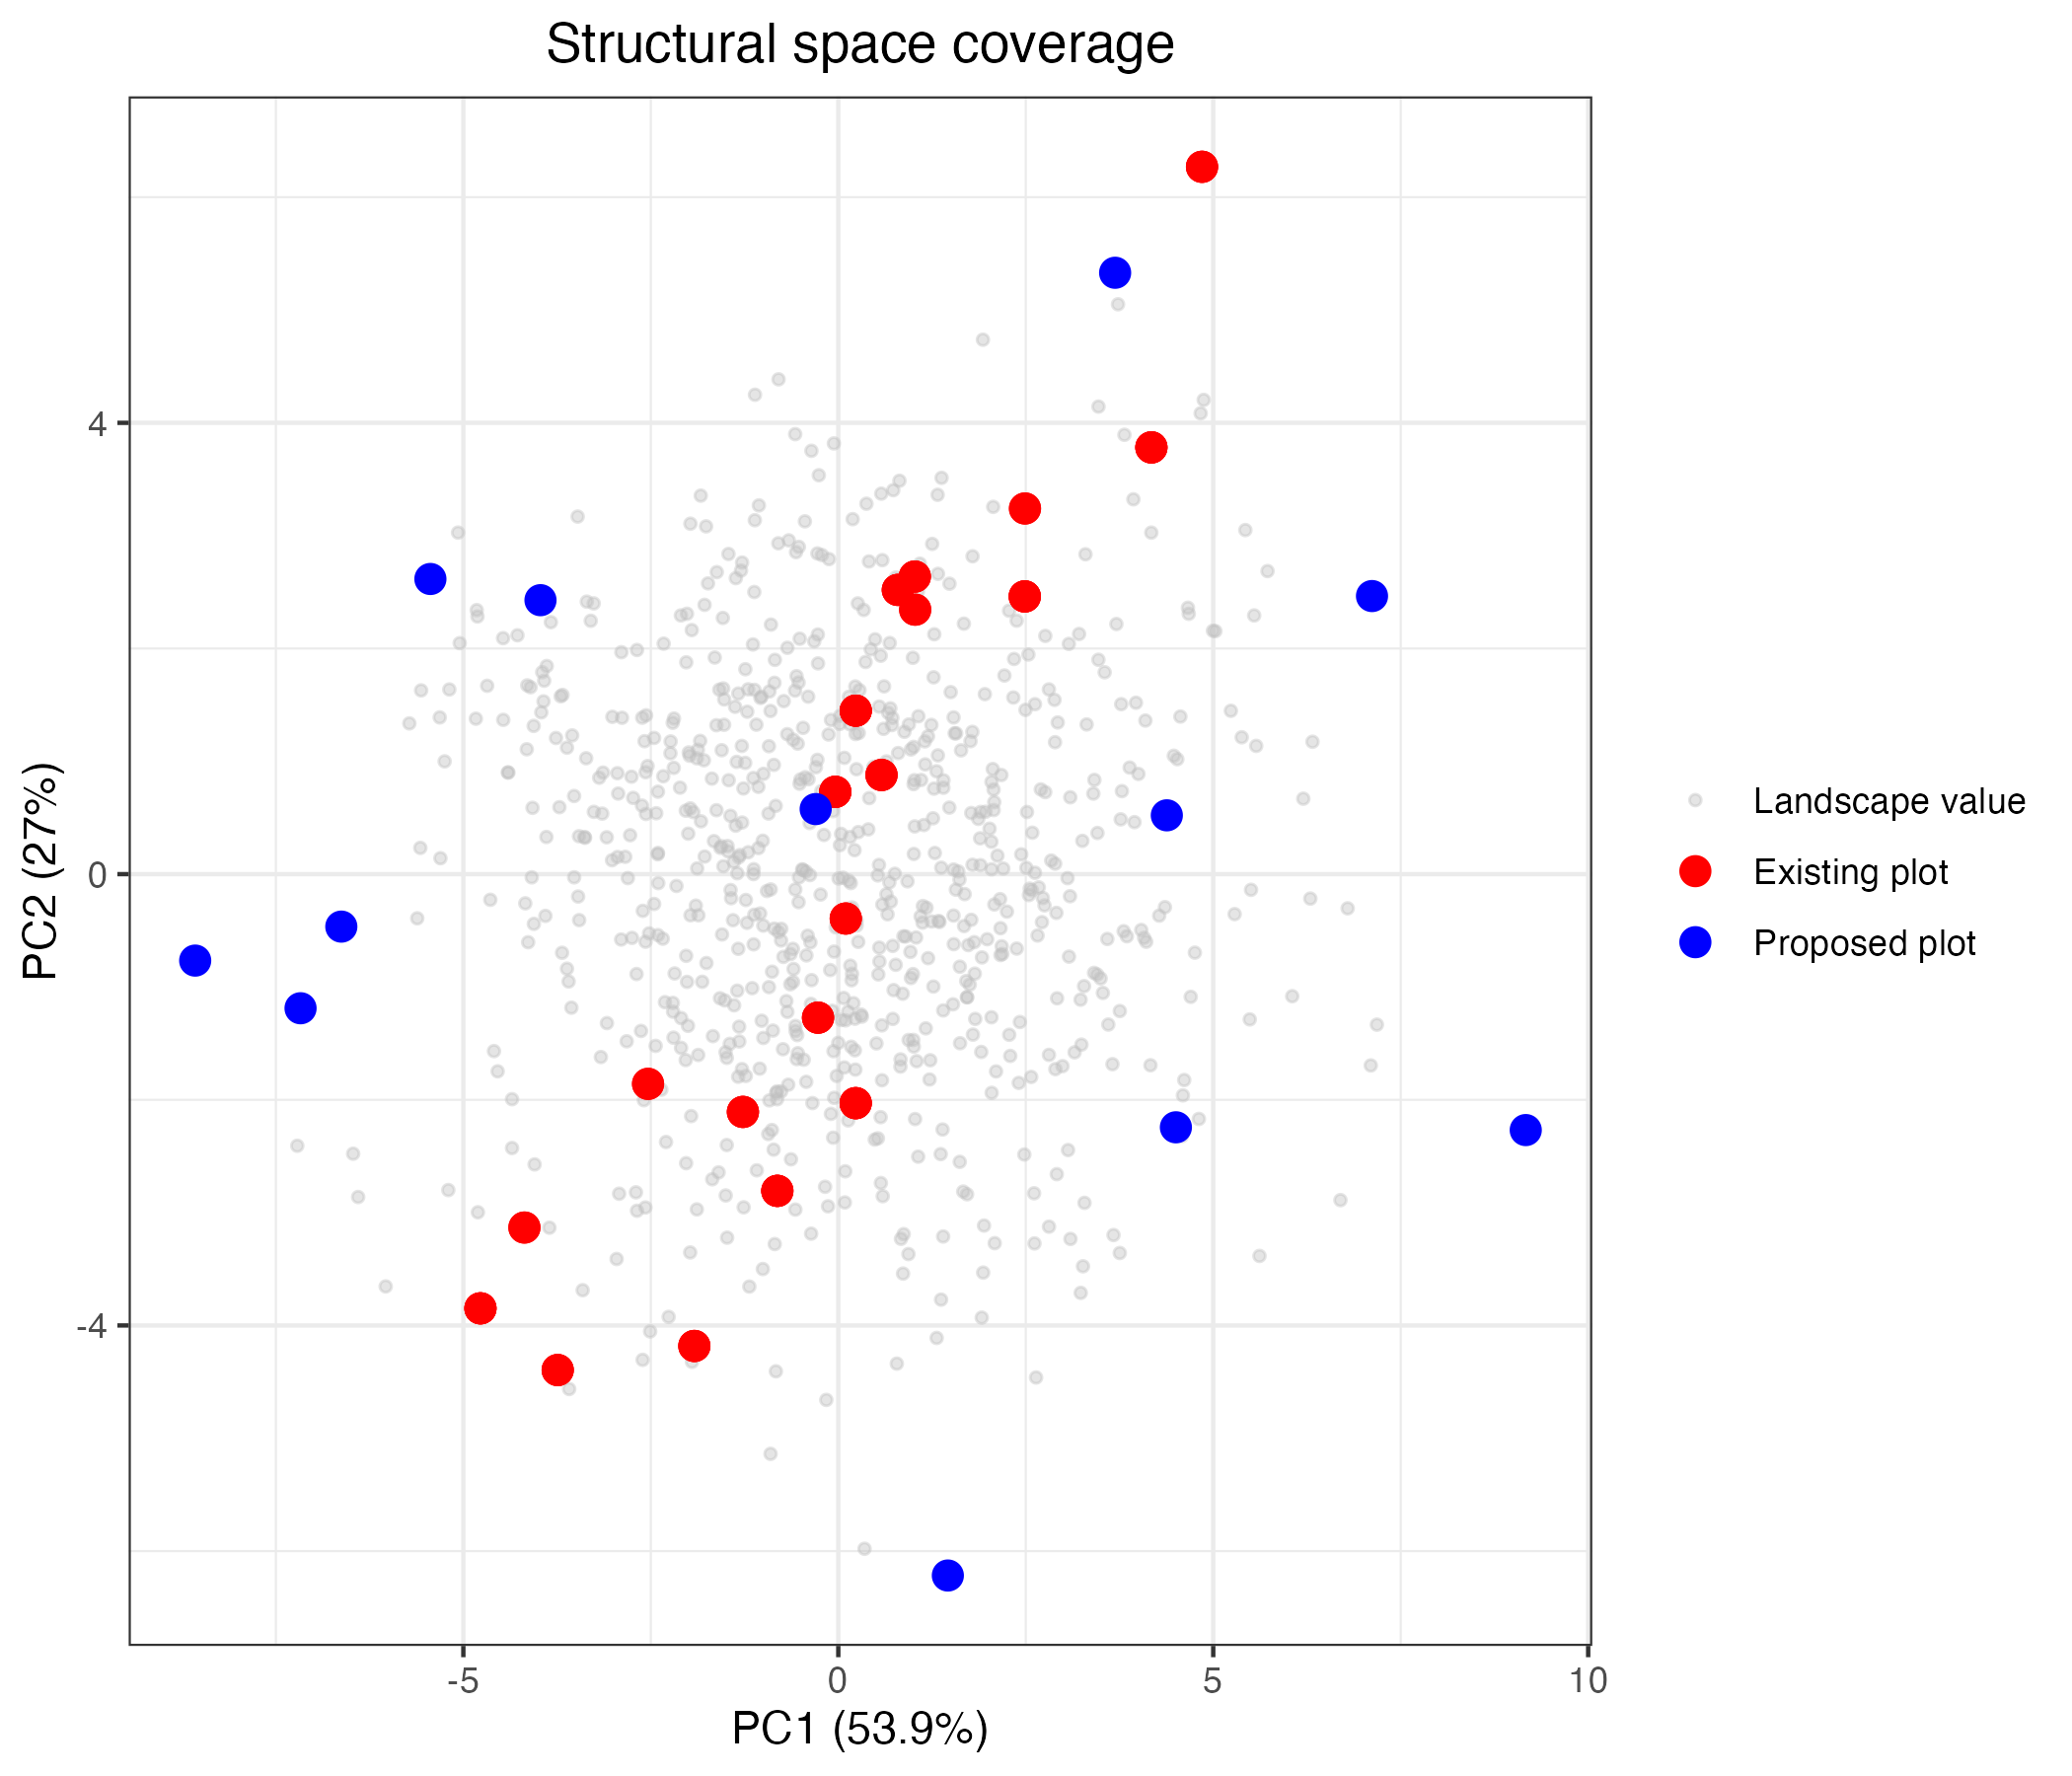 Structural space coverage
4
0
-4
PC2 (27%)
-5 0 5 10
PC1 (53.9%)
Landscape value
Existing plot
Proposed plot